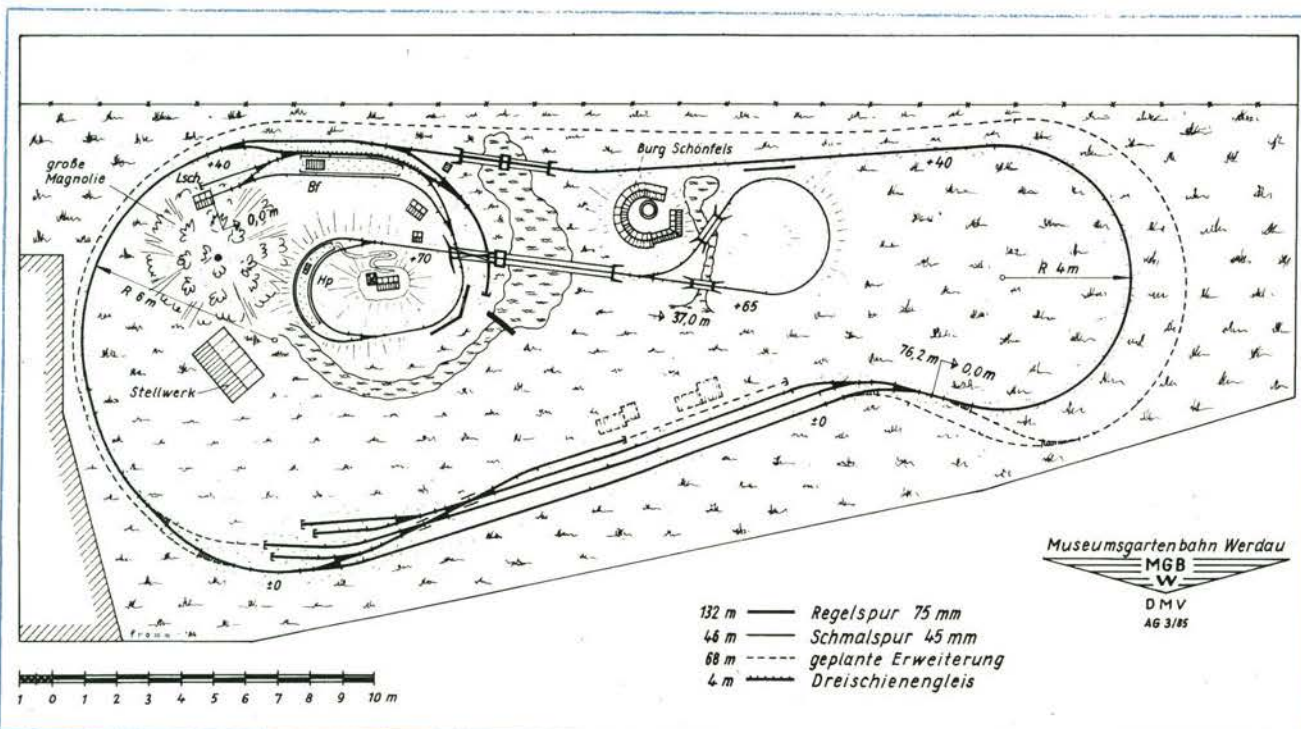 große
Magnolie
Lsch.
+40
Bf
0,0 m
Burg Schönfels
+40
+70
Hp
R 6 m
R 4 m
+65
37,0 m
Stellwerk
76,2 m
0,0 m
±0
±0
Museumsgartenbahn Werdau
MGB
W
DMV
AG 3/85
132 m Regelspur 75 mm
46 m Schmalspur 45 mm
68 m geplante Erweiterung
4 m Dreischienengleis
1 0 1 2 3 4 5 6 7 8 9 10 m